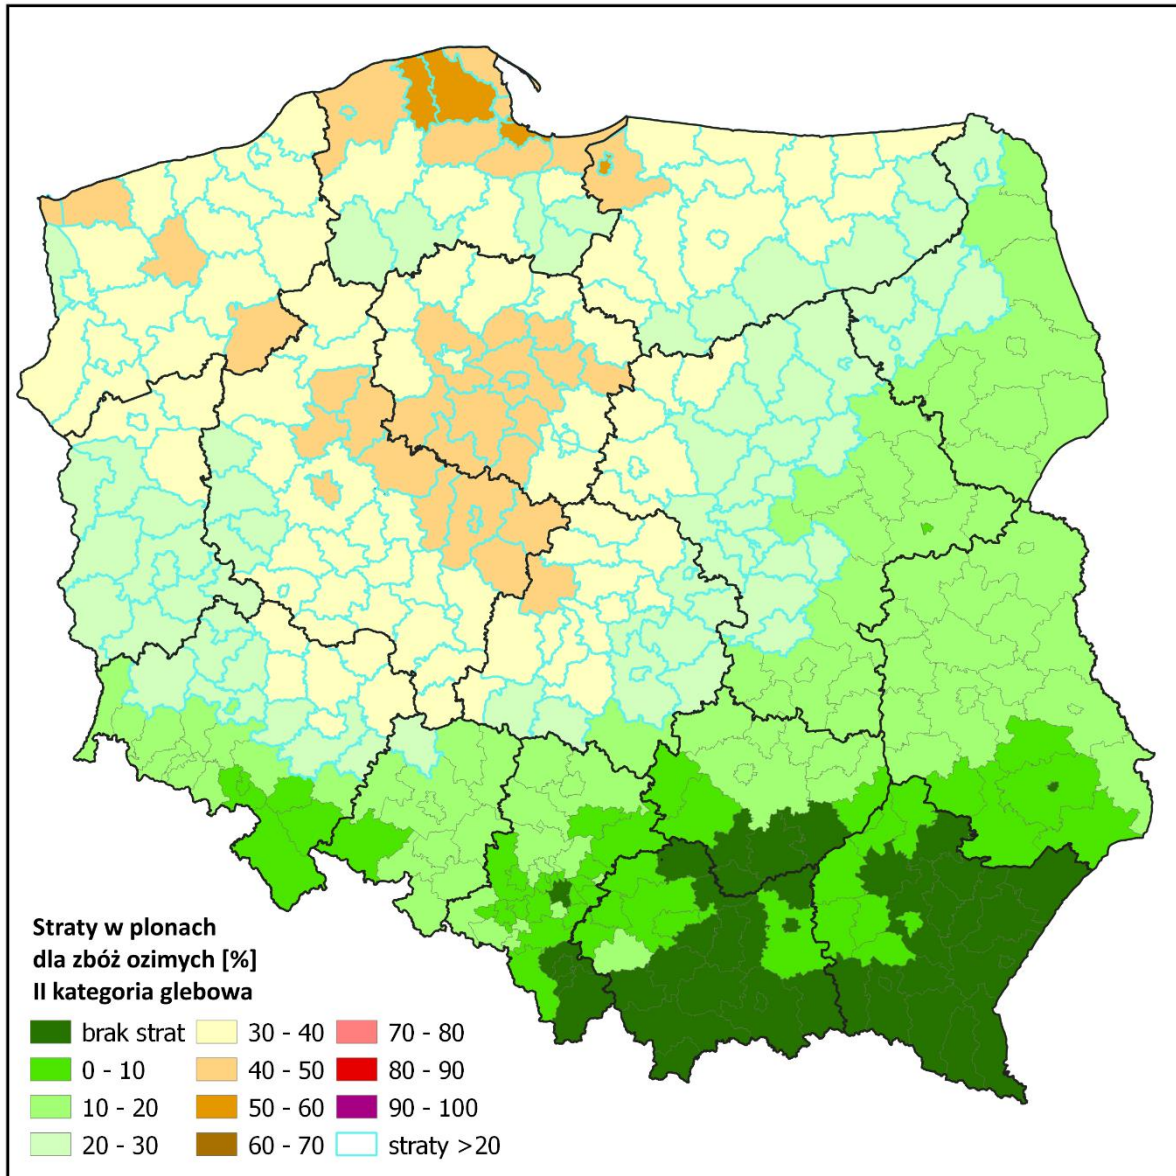 Straty w plonach
dla zbóż ozimych [%]
II kategoria glebowa
brak strat
0 - 10
10 - 20
20 - 30
30 - 40
40 - 50
50 - 60
60 - 70
70 - 80
80 - 90
90 - 100
straty >20